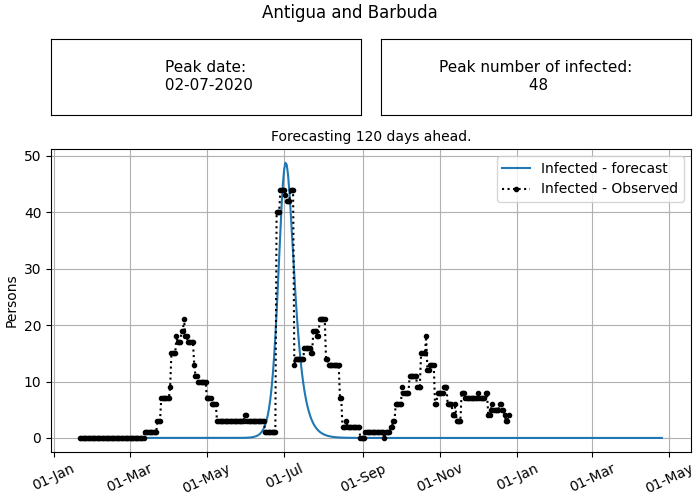 Antigua and Barbuda
Peak date:
02-07-2020
Peak number of infected:
48
Forecasting 120 days ahead.
Infected - forecast
Infected - Observed
Persons
50
40
30
20
10
0
01-Jan
01-Mar
01-May
01-Jul
01-Sep
01-Nov
01-Jan
01-Mar
01-May